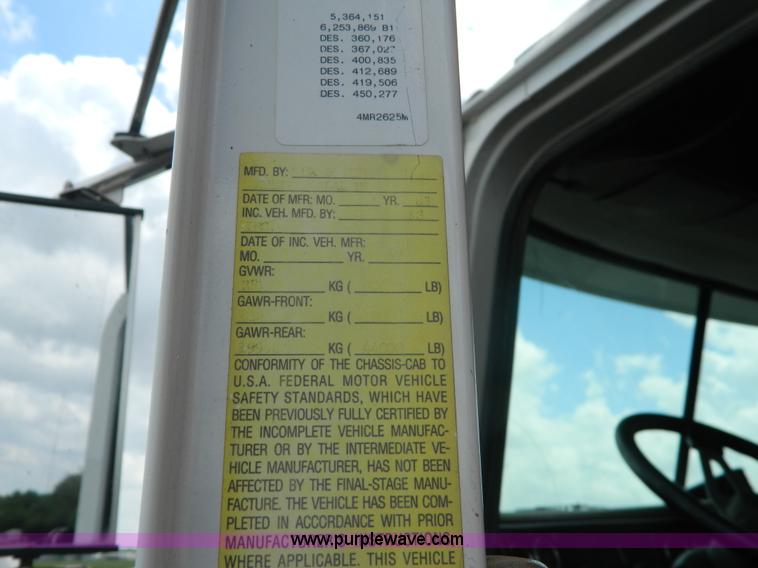 5,364,151
6,253,869 B1
DES. 360,176
DES. 367,027
DES. 400,835
DES. 412,689
DES. 419,506
DES. 450,277
4MR2625M
MFD. BY:
DATE OF MFR: MO. YR. 03
INC. VEH. MFD. BY:
DATE OF INC. VEH. MFR:
MO. YR.
GVWR:
KG ( LB)
GAWR-FRONT:
KG ( LB)
GAWR-REAR:
KG ( LB)
CONFORMITY OF THE CHASSIS-CAB TO
U.S.A. FEDERAL MOTOR VEHICLE
SAFETY STANDARDS, WHICH HAVE
BEEN PREVIOUSLY FULLY CERTIFIED BY
THE INCOMPLETE VEHICLE MANUFAC-
TURER OR BY THE INTERMEDIATE VE-
HICLE MANUFACTURER, HAS NOT BEEN
AFFECTED BY THE FINAL-STAGE MANU-
FACTURE. THE VEHICLE HAS BEEN COM-
PLETED IN ACCORDANCE WITH PRIOR
www.purplewave.com
WHERE APPLICABLE. THIS VEHICLE